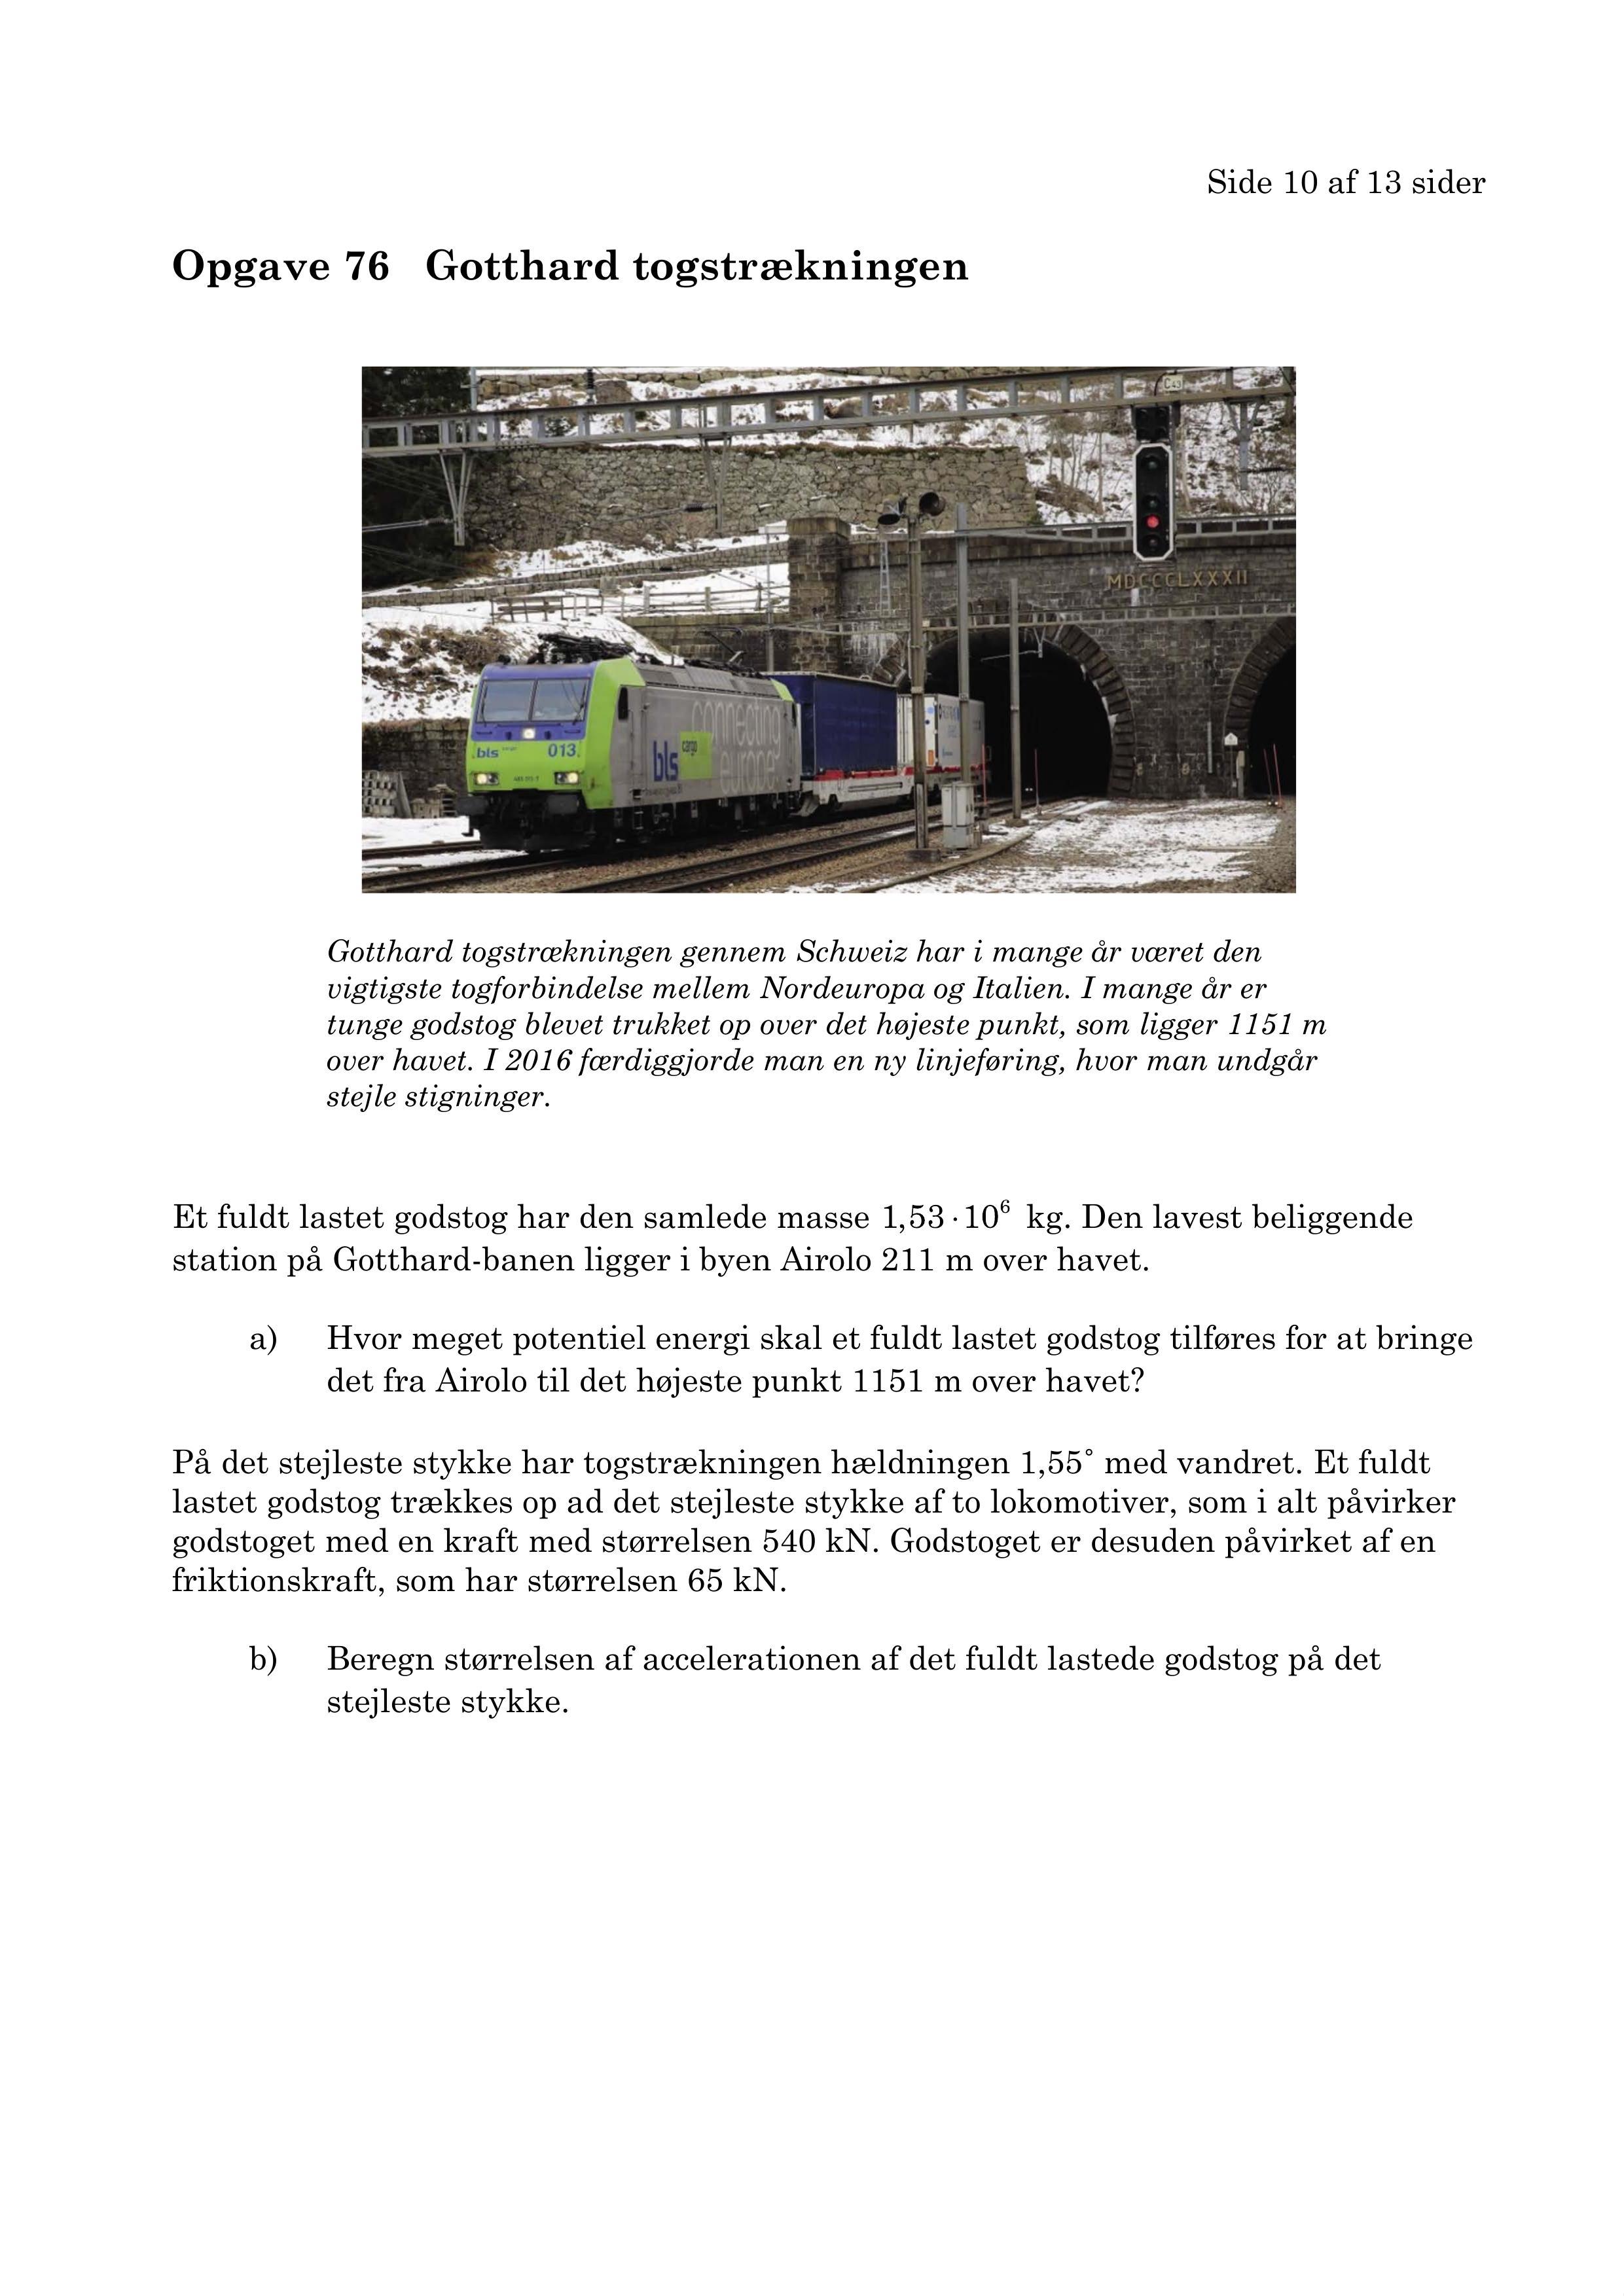 Side 10 af 13 sider
Opgave 76 Gotthard togstrækningen
C43
MDCCCLXXXII
connecting
europe
bls
cargo
bls
013
Gotthard togstrækningen gennem Schweiz har i mange år været den
vigtigste togforbindelse mellem Nordeuropa og Italien. I mange år er
tunge godstog blevet trukket op over det højeste punkt, som ligger 1151 m
over havet. I 2016 færdiggjorde man en ny linjeføring, hvor man undgår
stejle stigninger.
Et fuldt lastet godstog har den samlede masse 1,53·10⁶ kg. Den lavest beliggende
station på Gotthard-banen ligger i byen Airolo 211 m over havet.
a) Hvor meget potentiel energi skal et fuldt lastet godstog tilføres for at bringe
det fra Airolo til det højeste punkt 1151 m over havet?
På det stejleste stykke har togstrækningen hældningen 1,55° med vandret. Et fuldt
lastet godstog trækkes op ad det stejleste stykke af to lokomotiver, som i alt påvirker
godstoget med en kraft med størrelsen 540 kN. Godstoget er desuden påvirket af en
friktionskraft, som har størrelsen 65 kN.
b) Beregn størrelsen af accelerationen af det fuldt lastede godstog på det
stejleste stykke.